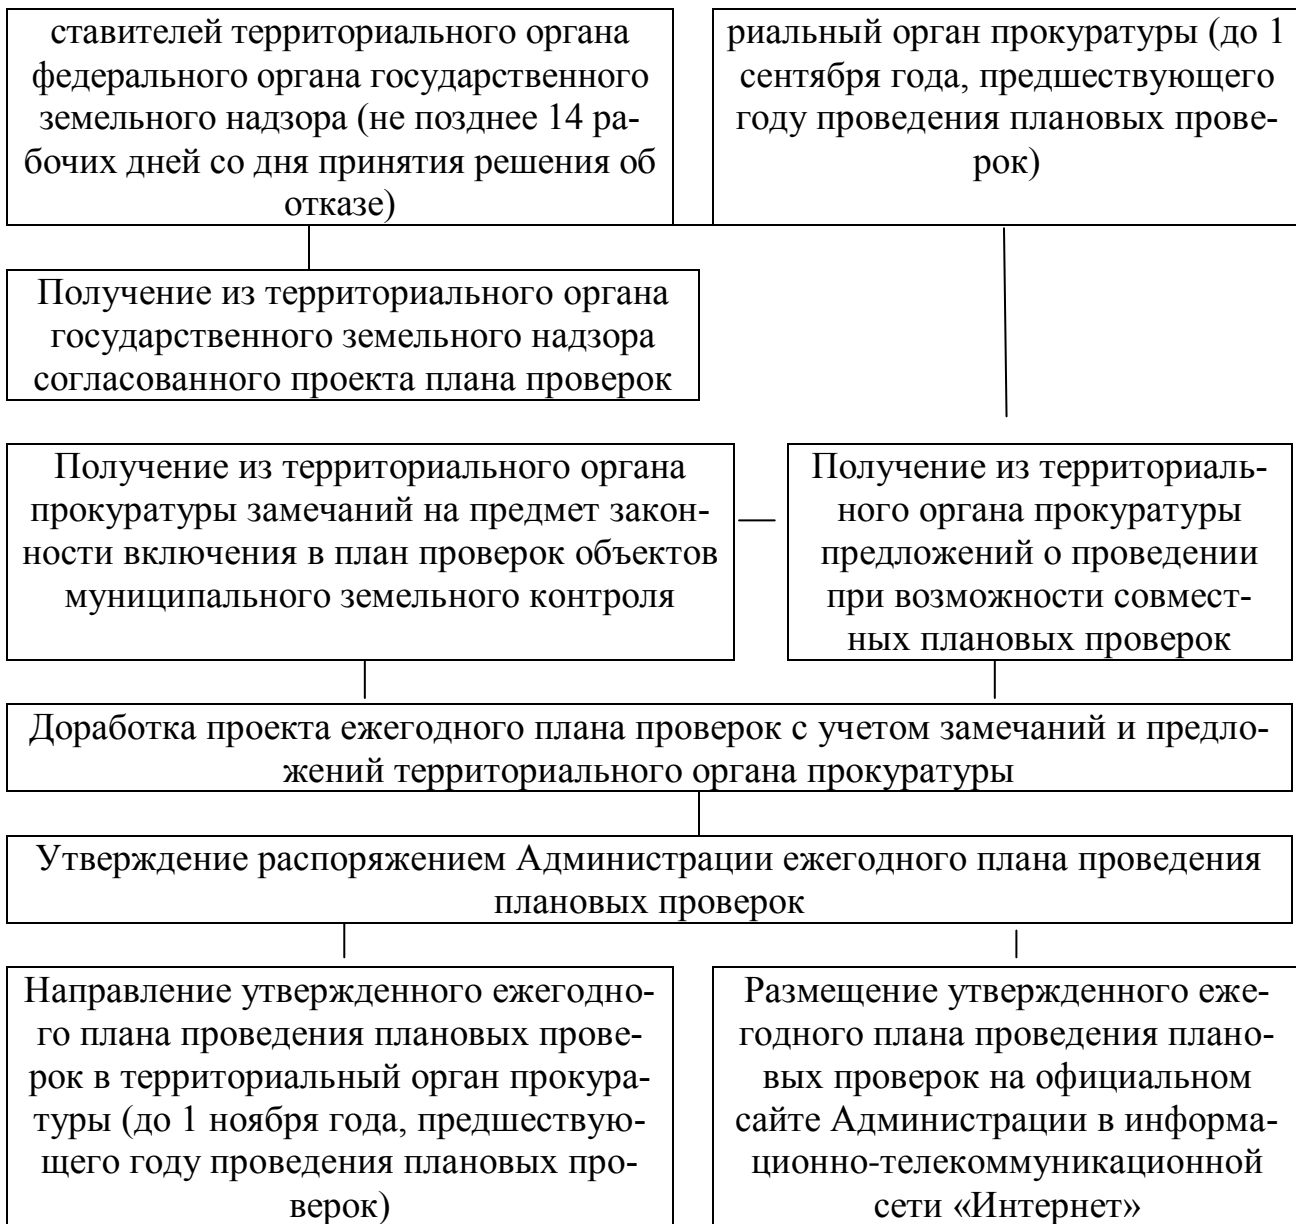 ставителей территориального органа
федерального органа государственного
земельного надзора (не позднее 14 ра-
бочих дней со дня принятия решения об
отказе)
риальный орган прокуратуры (до 1
сентября года, предшествующего
году проведения плановых прове-
рок)
Получение из территориального органа
государственного земельного надзора
согласованного проекта плана проверок
Получение из территориального органа
прокуратуры замечаний на предмет закон-
ности включения в план проверок объектов
муниципального земельного контроля
Получение из территориаль-
ного органа прокуратуры
предложений о проведении
при возможности совмест-
ных плановых проверок
Доработка проекта ежегодного плана проверок с учетом замечаний и предло-
жений территориального органа прокуратуры
Утверждение распоряжением Администрации ежегодного плана проведения
плановых проверок
Направление утвержденного ежегодно-
го плана проведения плановых прове-
рок в территориальный орган прокура-
туры (до 1 ноября года, предшествую-
щего году проведения плановых про-
верок)
Размещение утвержденного еже-
годного плана проведения плано-
вых проверок на официальном
сайте Администрации в информа-
ционно-телекоммуникационной
сети «Интернет»